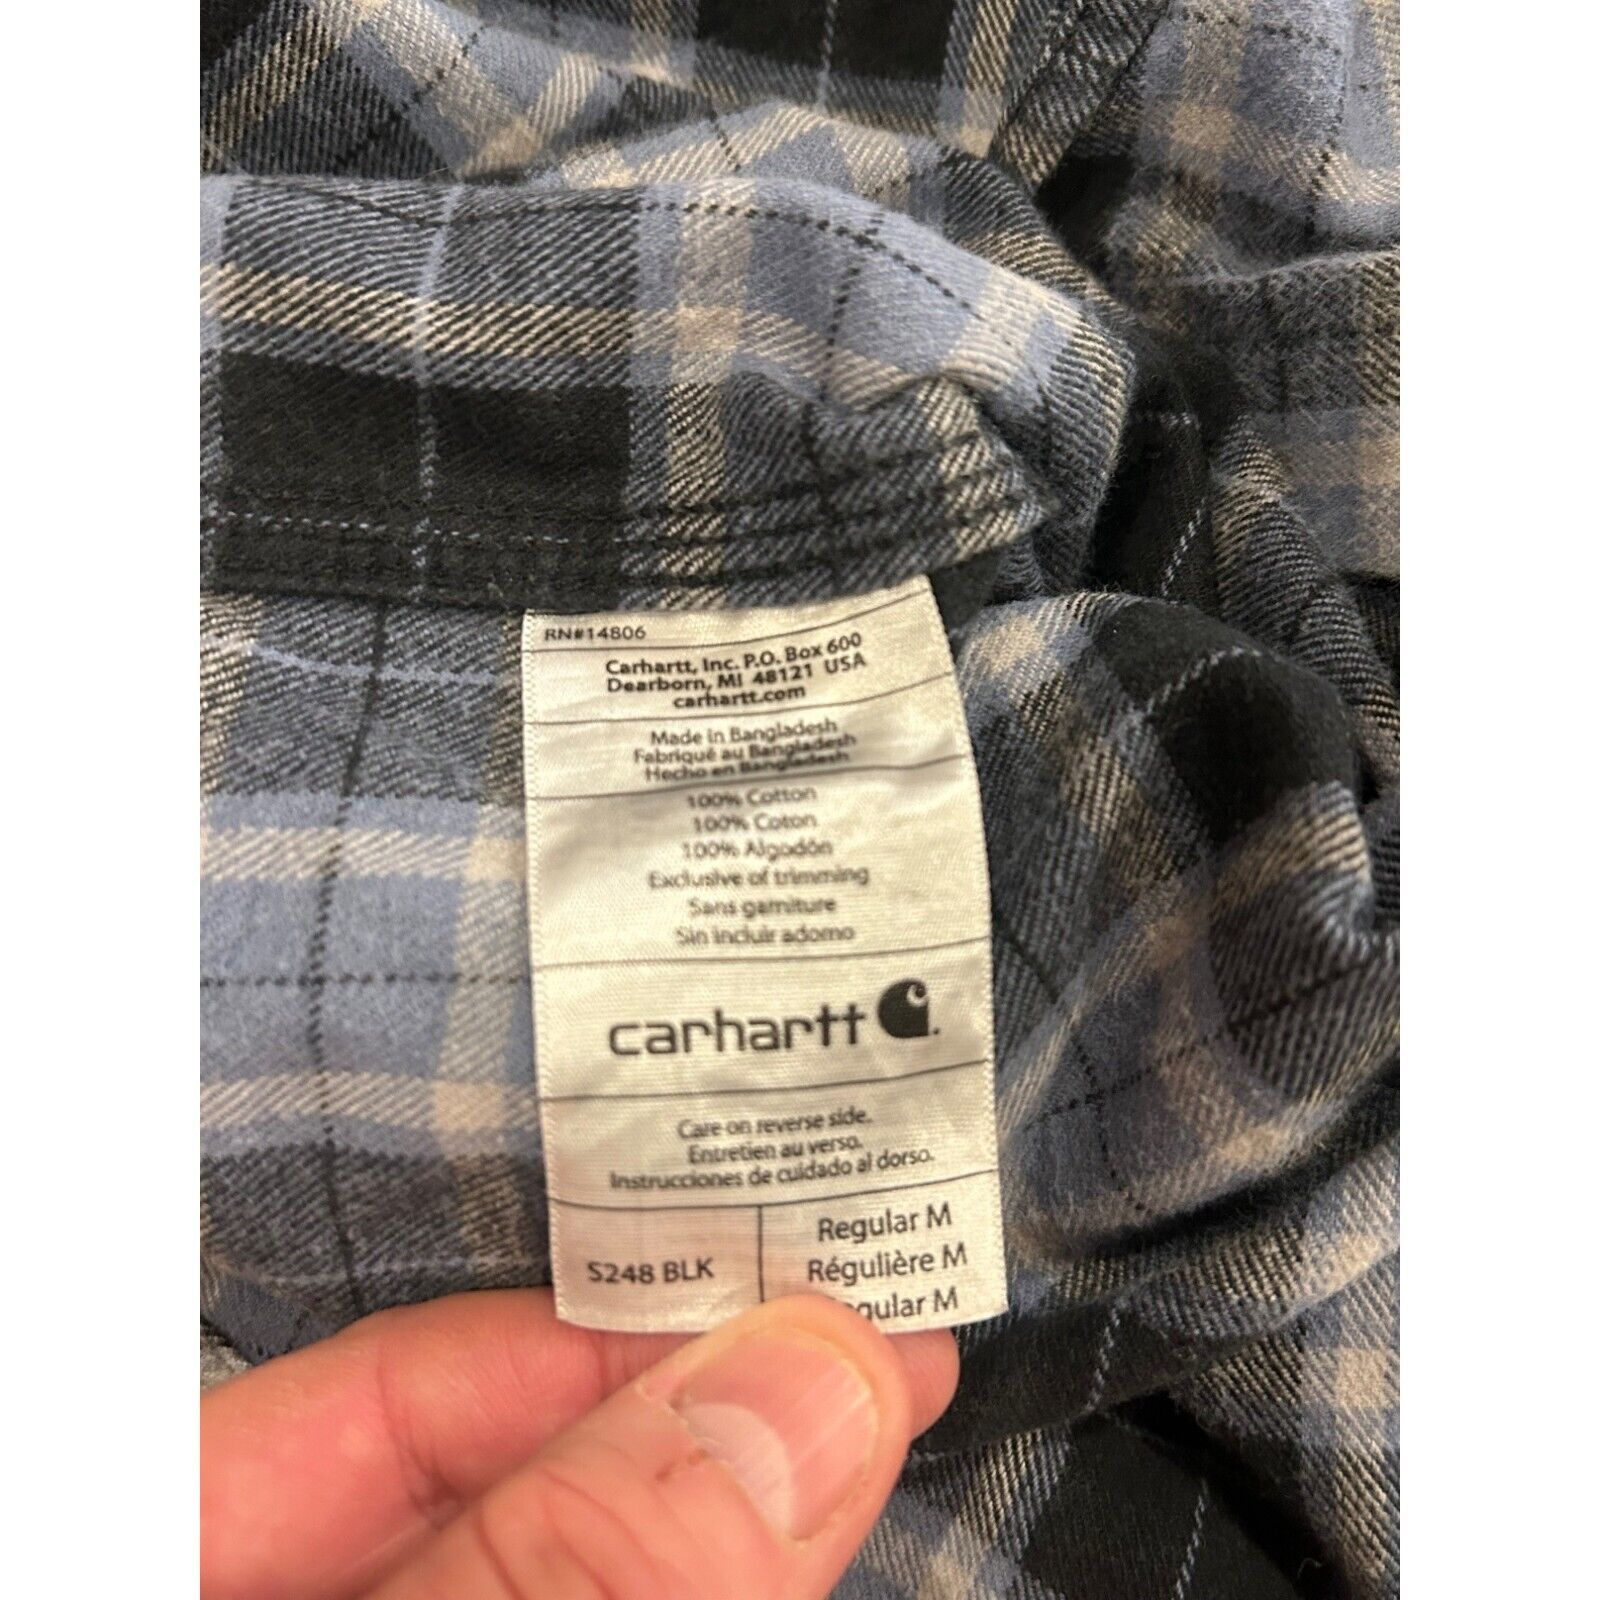 RN#14806
Carhartt, Inc. P.O. Box 600
Dearborn, MI 48121 USA
carhartt.com
Made in Bangladesh
Fabriqué au Bangladesh
Hecho en Bangladesh
100% Cotton
100% Coton
100% Algodón
Exclusive of trimming
Sans garniture
Sin incluir adorno
carhartt
Care on reverse side.
Entretien au verso.
Instrucciones de cuidado al dorso.
S248 BLK
Regular M
Régulière M
gular M